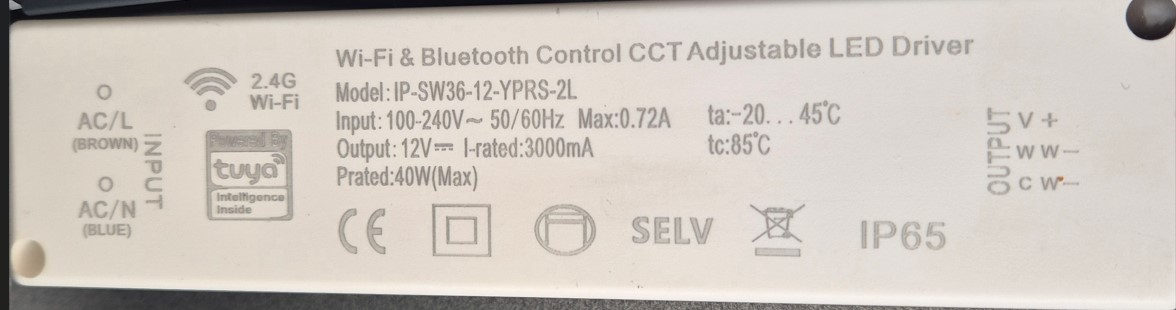 Wi-Fi & Bluetooth Control CCT Adjustable LED Driver
Model: IP-SW36-12-YPRS-2L
Input: 100-240V~ 50/60Hz Max:0.72A ta:-20...45℃
Output: 12V⎓ I-rated:3000mA tc:85℃
Prated:40W(Max)
CE
SELV
IP65
2.4G
Wi-Fi
Powered By
tuya
Intelligence
Inside
INPUT
AC/L
(BROWN)
AC/N
(BLUE)
OUTPUT
V +
W W-
C W-